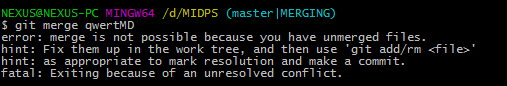 NEXUS@NEXUS-PC MINGW64 /d/MIDPS (master|MERGING)
$ git merge qwertMD
error: merge is not possible because you have unmerged files.
hint: Fix them up in the work tree, and then use 'git add/rm <file>'
hint: as appropriate to mark resolution and make a commit.
fatal: Exiting because of an unresolved conflict.